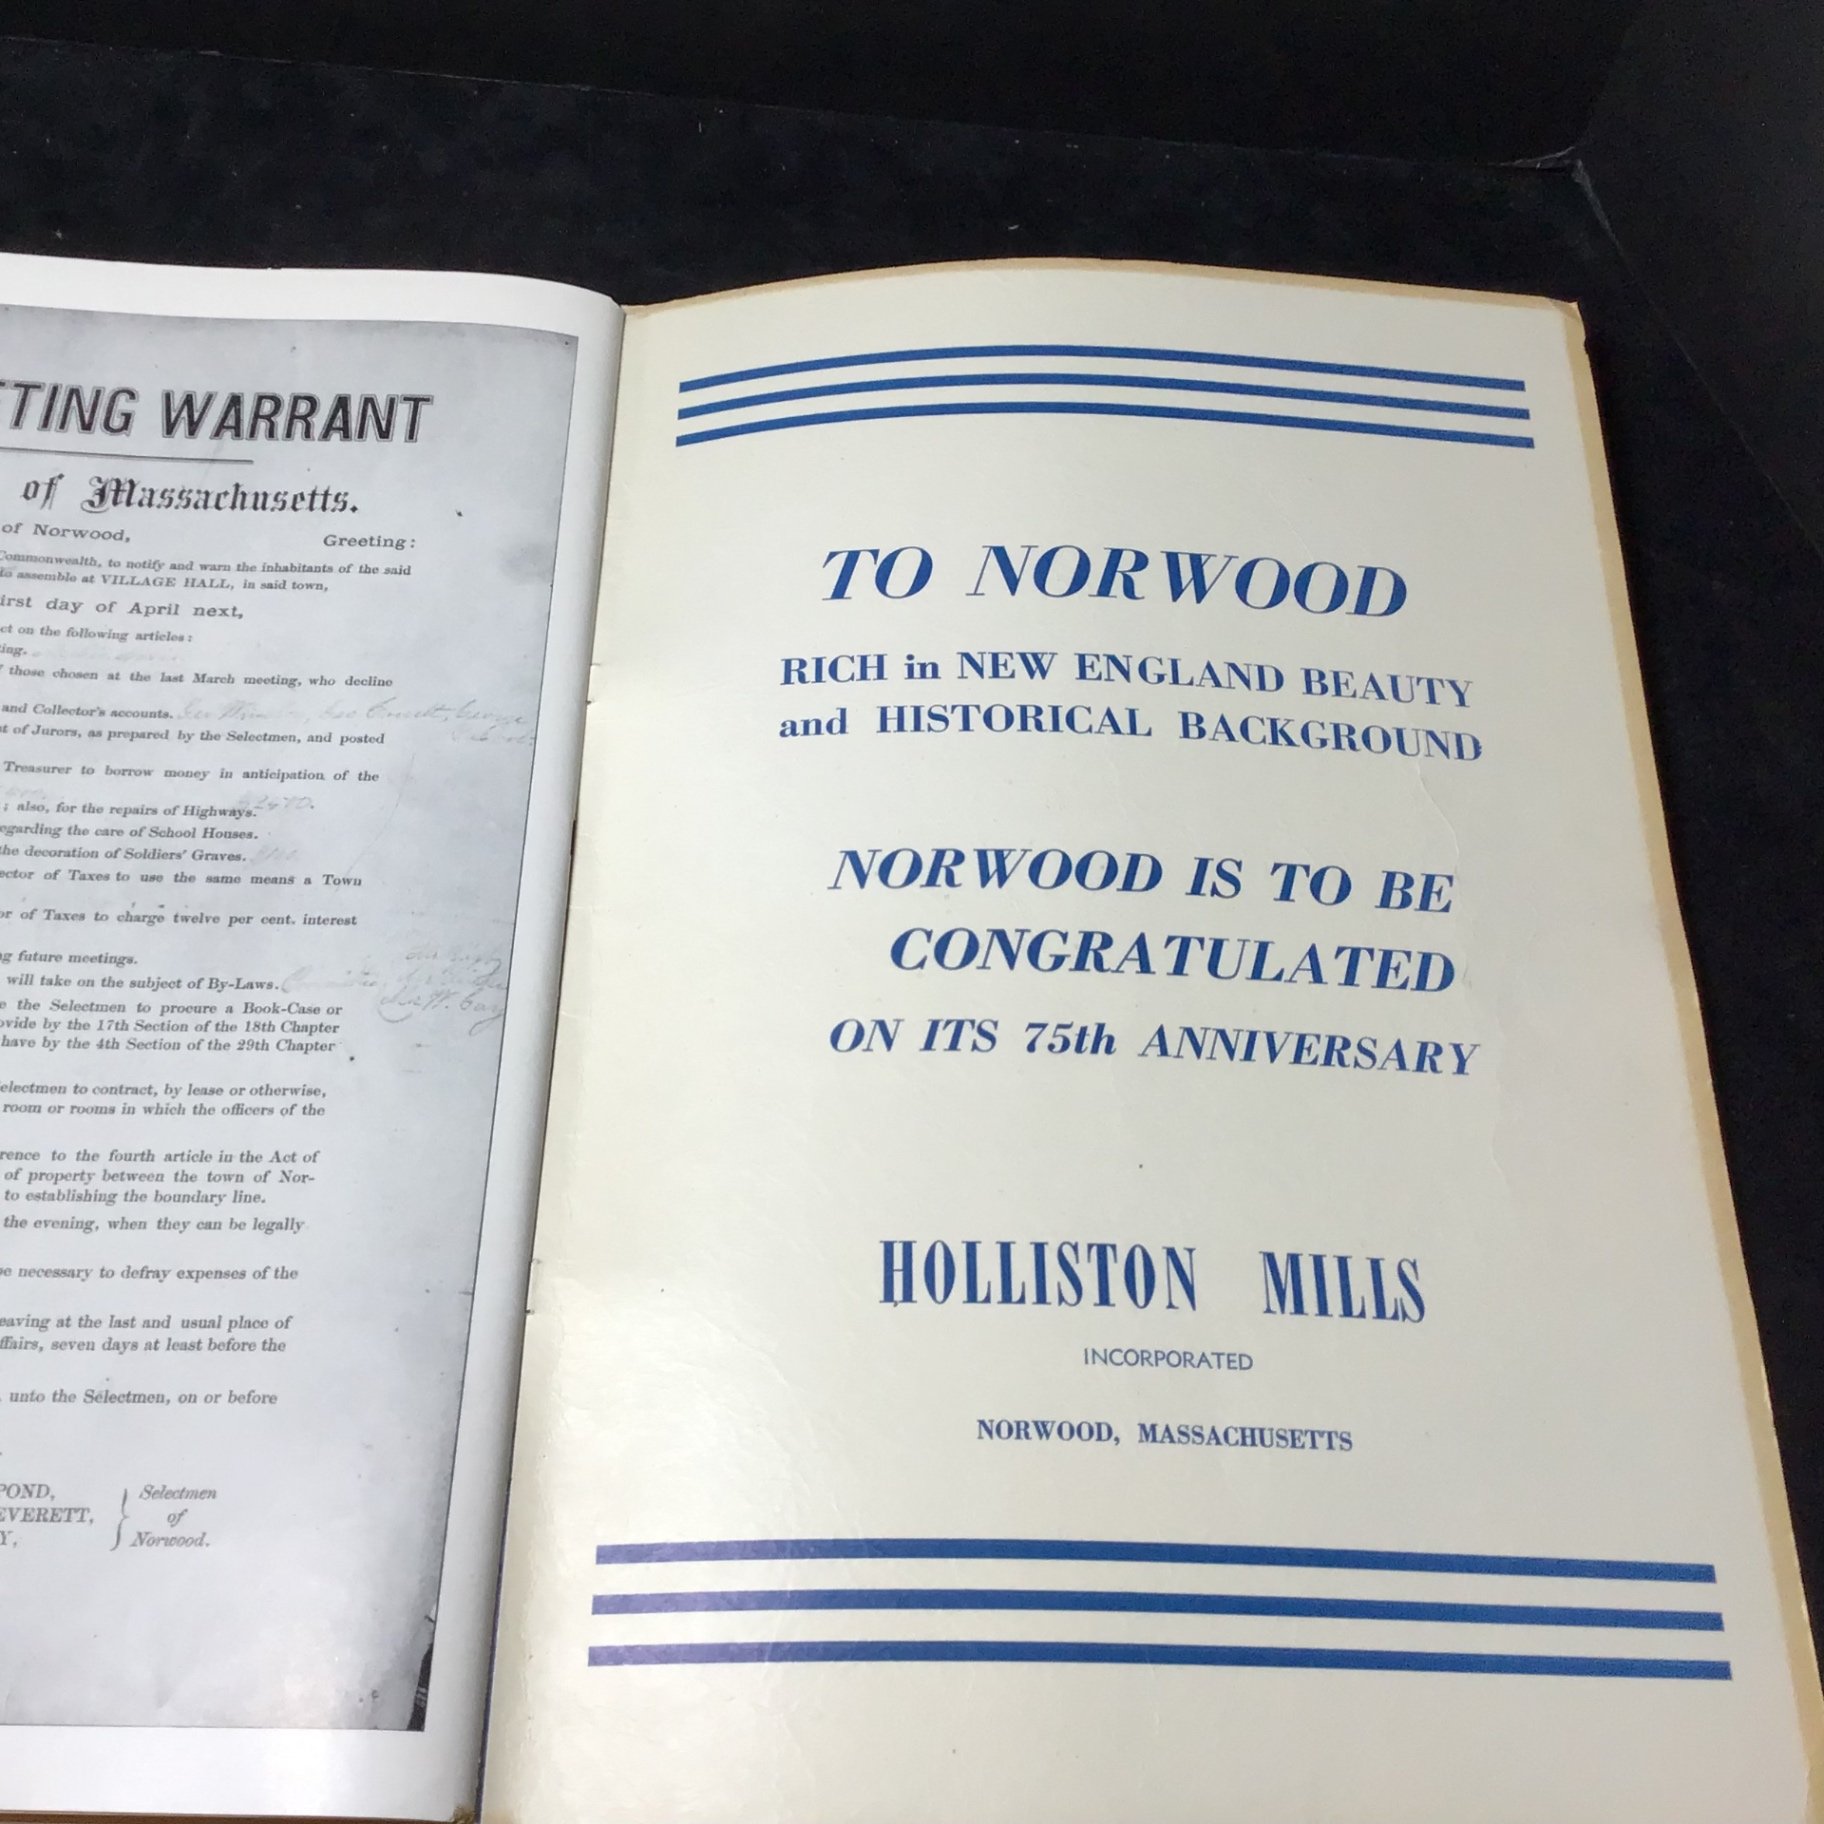 TING WARRANT
of Massachusetts.
of Norwood, Greeting:
Commonwealth, to notify and warn the inhabitants of the said
to assemble at VILLAGE HALL, in said town,
irst day of April next,
ct on the following articles:
ing.
those chosen at the last March meeting, who decline
and Collector's accounts.
t of Jurors, as prepared by the Selectmen, and posted
Treasurer to borrow money in anticipation of the
; also, for the repairs of Highways.
egarding the care of School Houses.
the decoration of Soldiers' Graves.
ector of Taxes to use the same means a Town
or of Taxes to charge twelve per cent. interest
g future meetings.
will take on the subject of By-Laws.
e the Selectmen to procure a Book-Case or
ovide by the 17th Section of the 18th Chapter
have by the 4th Section of the 29th Chapter
electmen to contract, by lease or otherwise,
room or rooms in which the officers of the
rence to the fourth article in the Act of
of property between the town of Nor-
to establishing the boundary line.
the evening, when they can be legally
e necessary to defray expenses of the
eaving at the last and usual place of
ffairs, seven days at least before the
unto the Selectmen, on or before
POND,
EVERETT,
Y,
Selectmen
of
Norwood.
TO NORWOOD
RICH in NEW ENGLAND BEAUTY
and HISTORICAL BACKGROUND
NORWOOD IS TO BE
CONGRATULATED
ON ITS 75th ANNIVERSARY
HOLLISTON MILLS
INCORPORATED
NORWOOD, MASSACHUSETTS